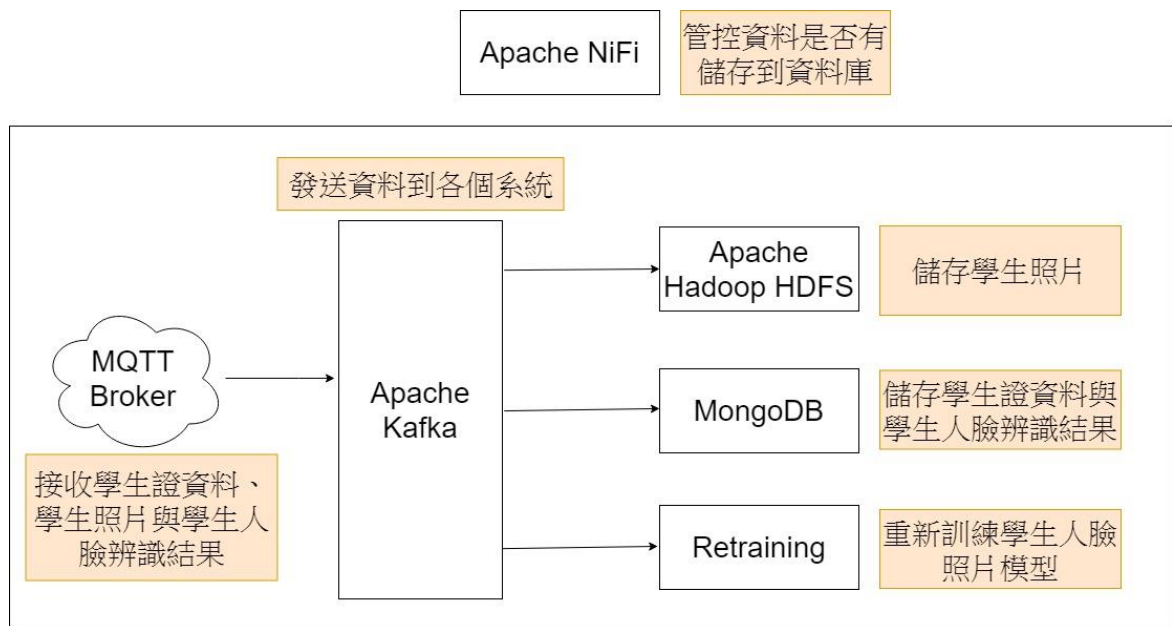 Apache NiFi
管控資料是否有
儲存到資料庫
發送資料到各個系統
MQTT
Broker
接收學生證資料、
學生照片與學生人
臉辨識結果
Apache
Kafka
Apache
Hadoop HDFS
儲存學生照片
MongoDB
儲存學生證資料與
學生人臉辨識結果
Retraining
重新訓練學生人臉
照片模型